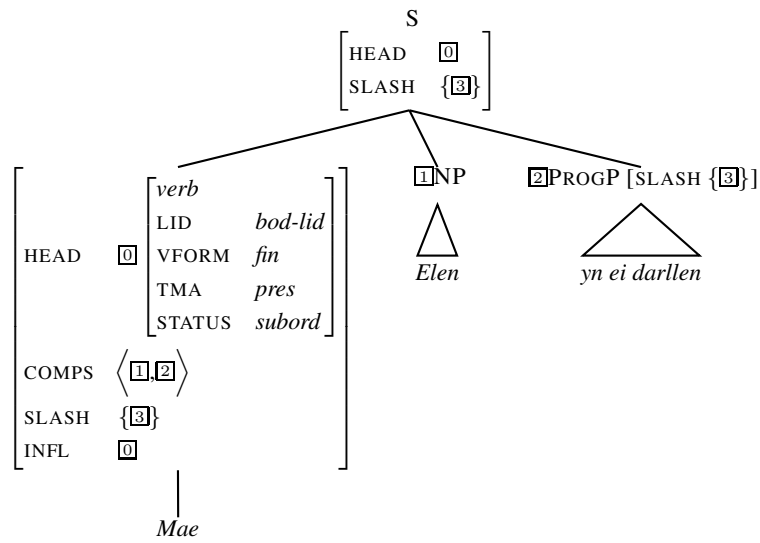 S
HEAD 0
SLASH {3}
1NP
2PROGP [SLASH {3}]
verb
LID bod-lid
HEAD 0 VFORM fin
TMA pres
STATUS subord
Elen
yn ei darllen
COMPS ⟨1,2⟩
SLASH {3}
INFL 0
Mae